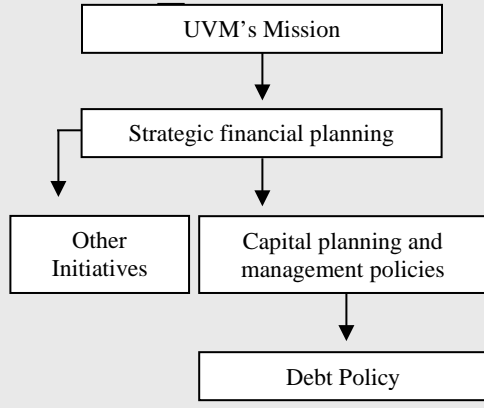 UVM's Mission
Strategic financial planning
Other
Initiatives
Capital planning and
management policies
Debt Policy